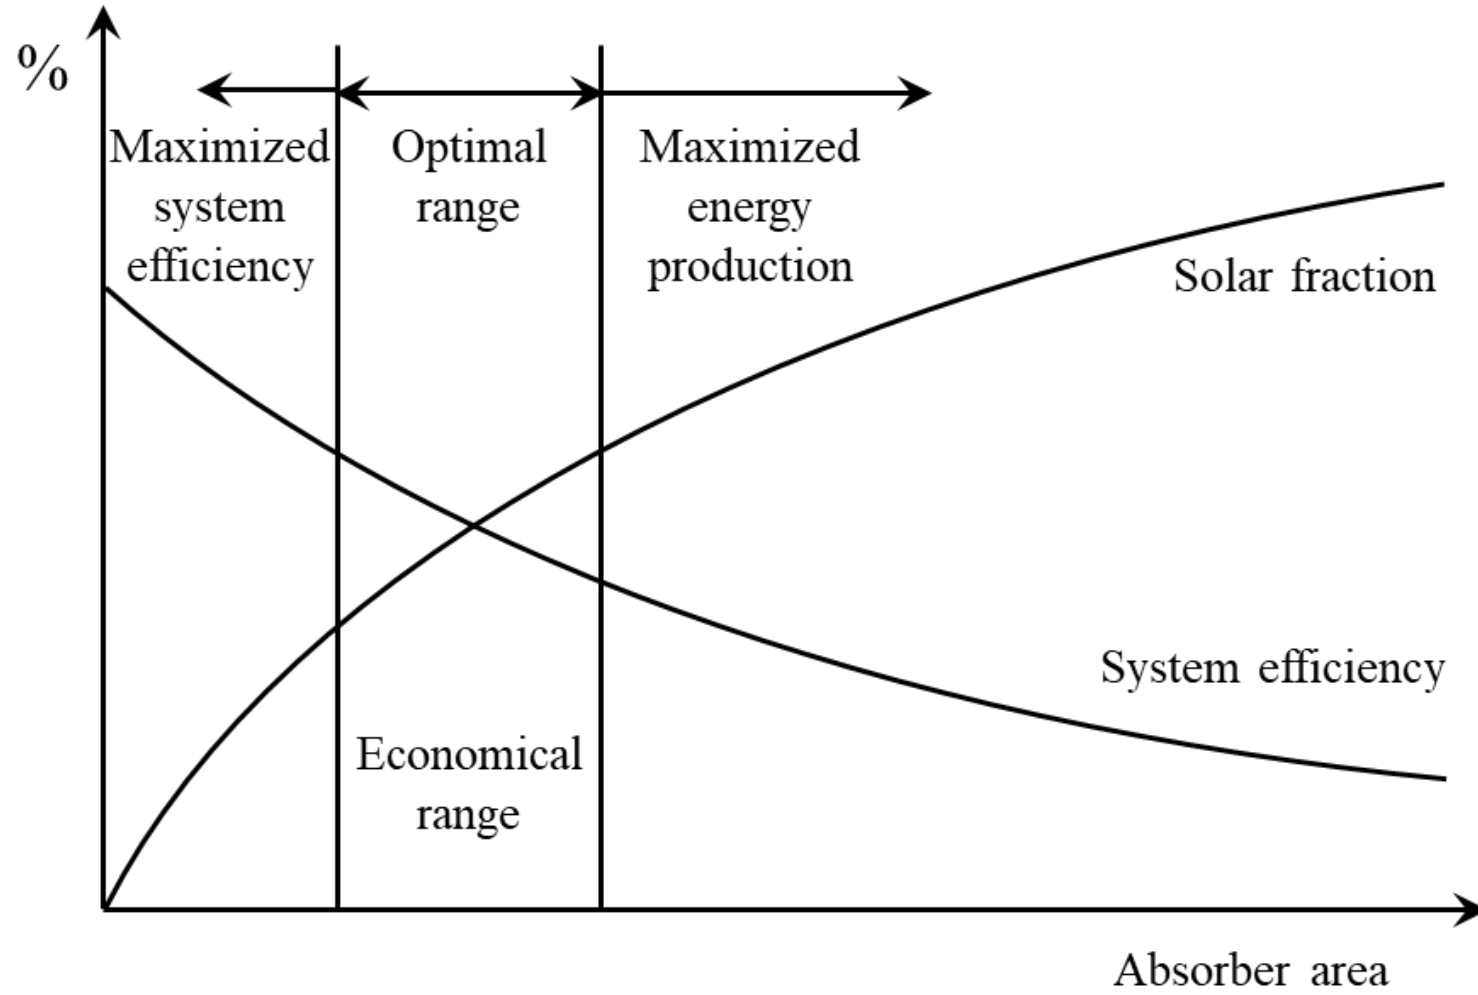 %
Maximized
system
efficiency
Optimal
range
Maximized
energy
production
Solar fraction
System efficiency
Economical
range
Absorber area